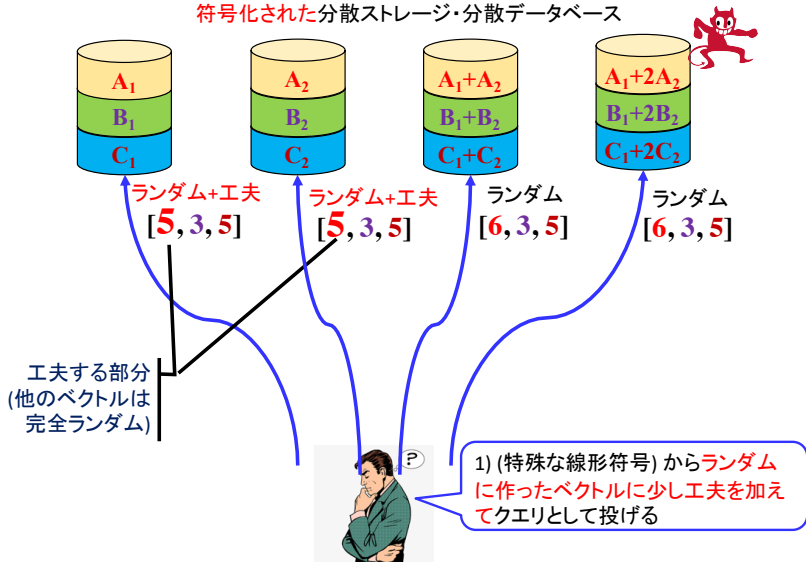 符号化された分散ストレージ・分散データベース
A₁
B₁
C₁
A₂
B₂
C₂
A₁+A₂
B₁+B₂
C₁+C₂
A₁+2A₂
B₁+2B₂
C₁+2C₂
ランダム+工夫
[5, 3, 5]
ランダム+工夫
[5, 3, 5]
ランダム
[6, 3, 5]
ランダム
[6, 3, 5]
工夫する部分
(他のベクトルは
完全ランダム)
?
1) (特殊な線形符号) からランダム
に作ったベクトルに少し工夫を加え
てクエリとして投げる